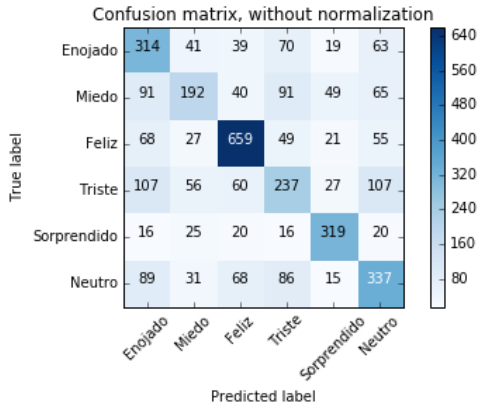 Confusion matrix, without normalization
Enojado 314 41 39 70 19 63
Miedo 91 192 40 91 49 65
Feliz 68 27 659 49 21 55
Triste 107 56 60 237 27 107
Sorprendido 16 25 20 16 319 20
Neutro 89 31 68 86 15 337
True label
Enojado Miedo Feliz Triste Sorprendido Neutro
Predicted label
640
560
480
400
320
240
160
80